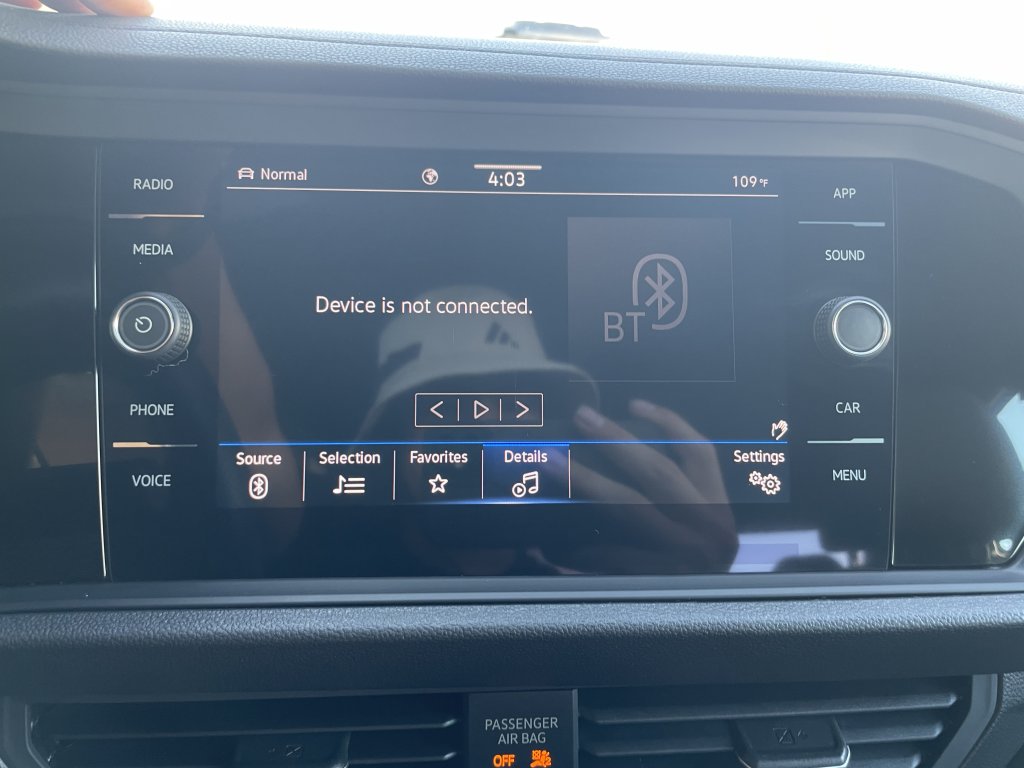 RADIO
MEDIA
PHONE
VOICE
Normal
4:03
109°F
Device is not connected.
BT
Source
Selection
Favorites
Details
Settings
APP
SOUND
CAR
MENU
PASSENGER
AIR BAG
OFF